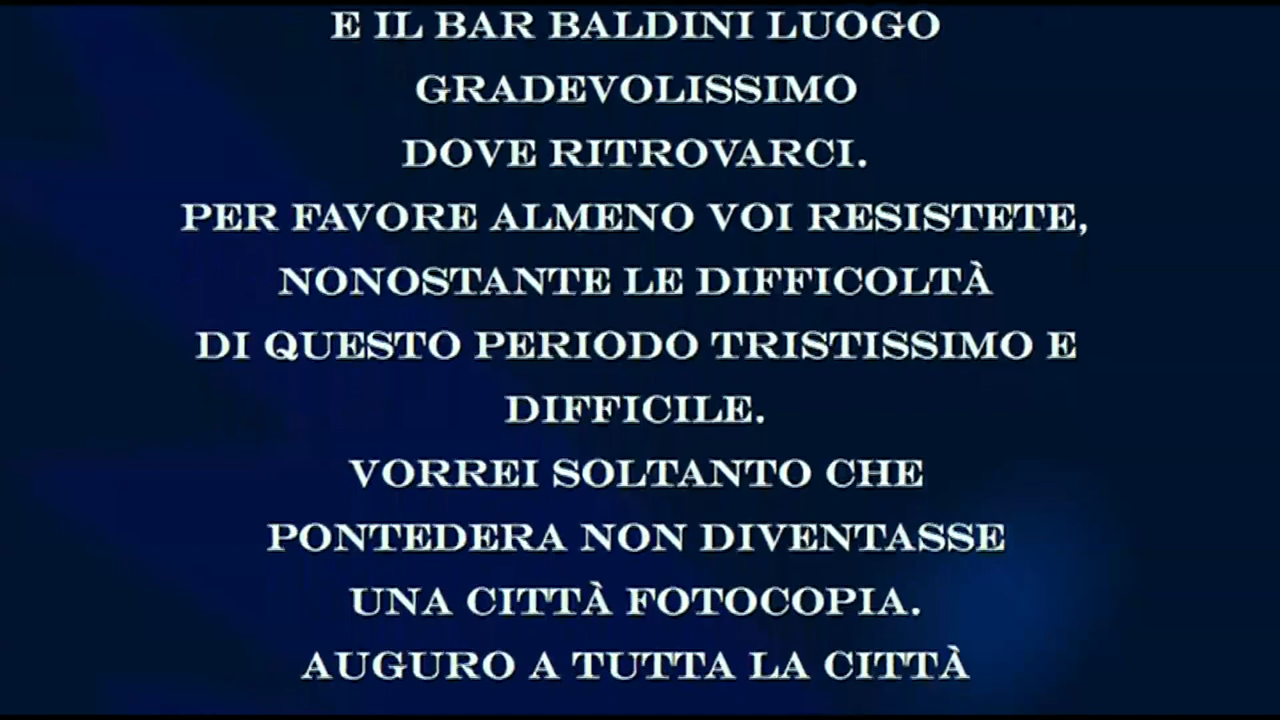 E IL BAR BALDINI LUOGO
GRADEVOLISSIMO
DOVE RITROVARCI.
PER FAVORE ALMENO VOI RESISTETE,
NONOSTANTE LE DIFFICOLTÀ
DI QUESTO PERIODO TRISTISSIMO E
DIFFICILE.
VORREI SOLTANTO CHE
PONTEDERA NON DIVENTASSE
UNA CITTÀ FOTOCOPIA.
AUGURO A TUTTA LA CITTÀ